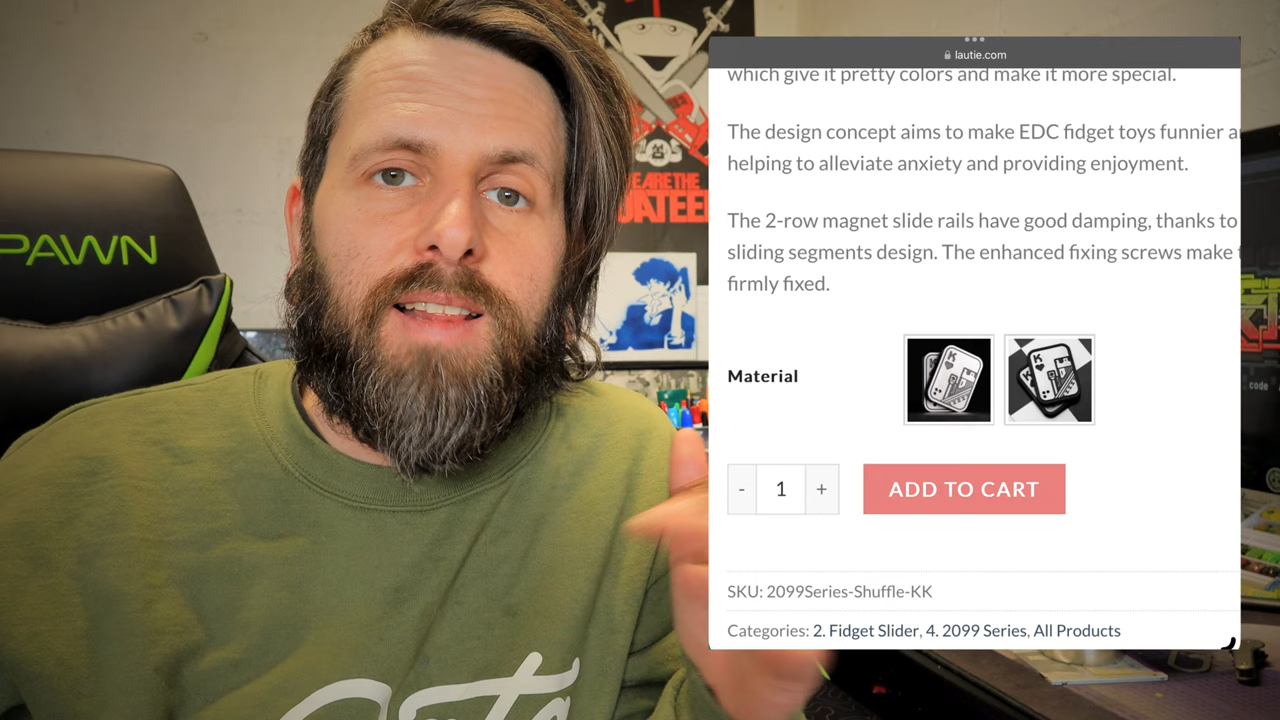 lautie.com
which give it pretty colors and make it more special.
The design concept aims to make EDC fidget toys funnier
helping to alleviate anxiety and providing enjoyment.
The 2-row magnet slide rails have good damping, thanks to
sliding segments design. The enhanced fixing screws make
firmly fixed.
Material
K
K
- 1 + ADD TO CART
SKU: 2099Series-Shuffle-KK
Categories: 2. Fidget Slider, 4. 2099 Series, All Products
PAWN
ARE THE
code